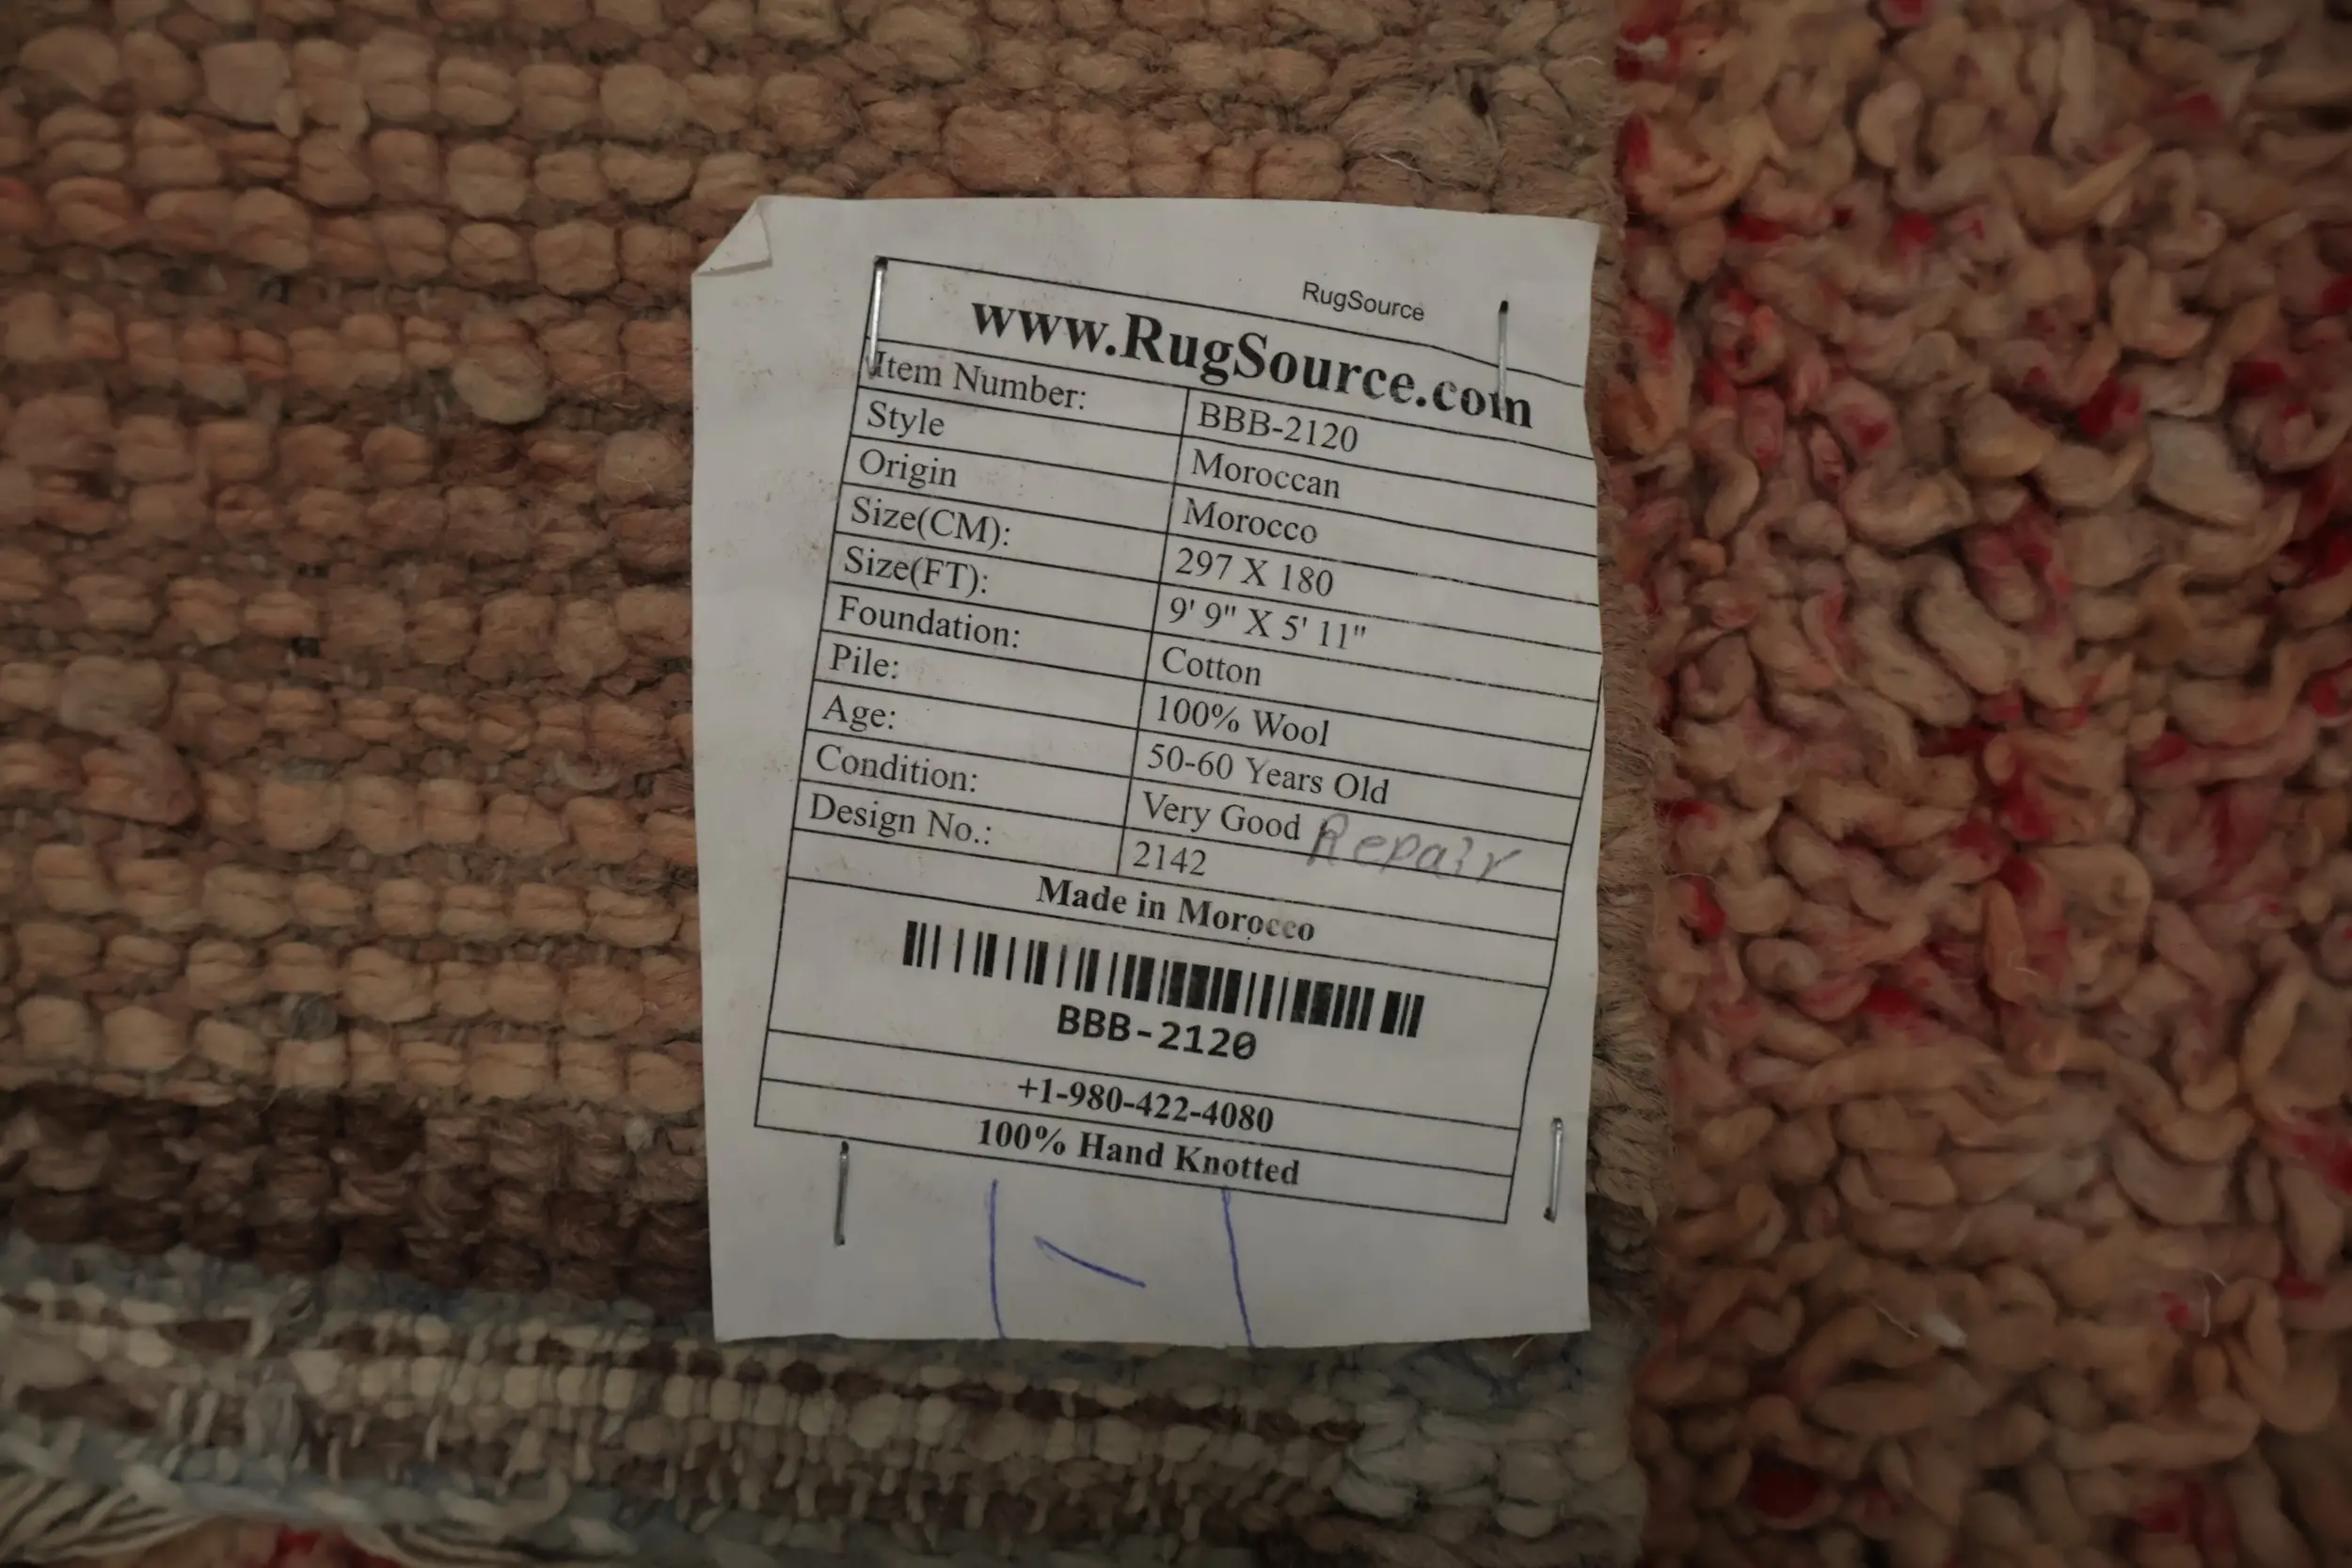 RugSource
www.RugSource.com
Item Number: BBB-2120
Style Moroccan
Origin Morocco
Size(CM): 297 X 180
Size(FT): 9' 9" X 5' 11"
Foundation: Cotton
Pile: 100% Wool
Age: 50-60 Years Old
Condition: Very Good Repair
Design No.: 2142
Made in Morocco
BBB-2120
+1-980-422-4080
100% Hand Knotted